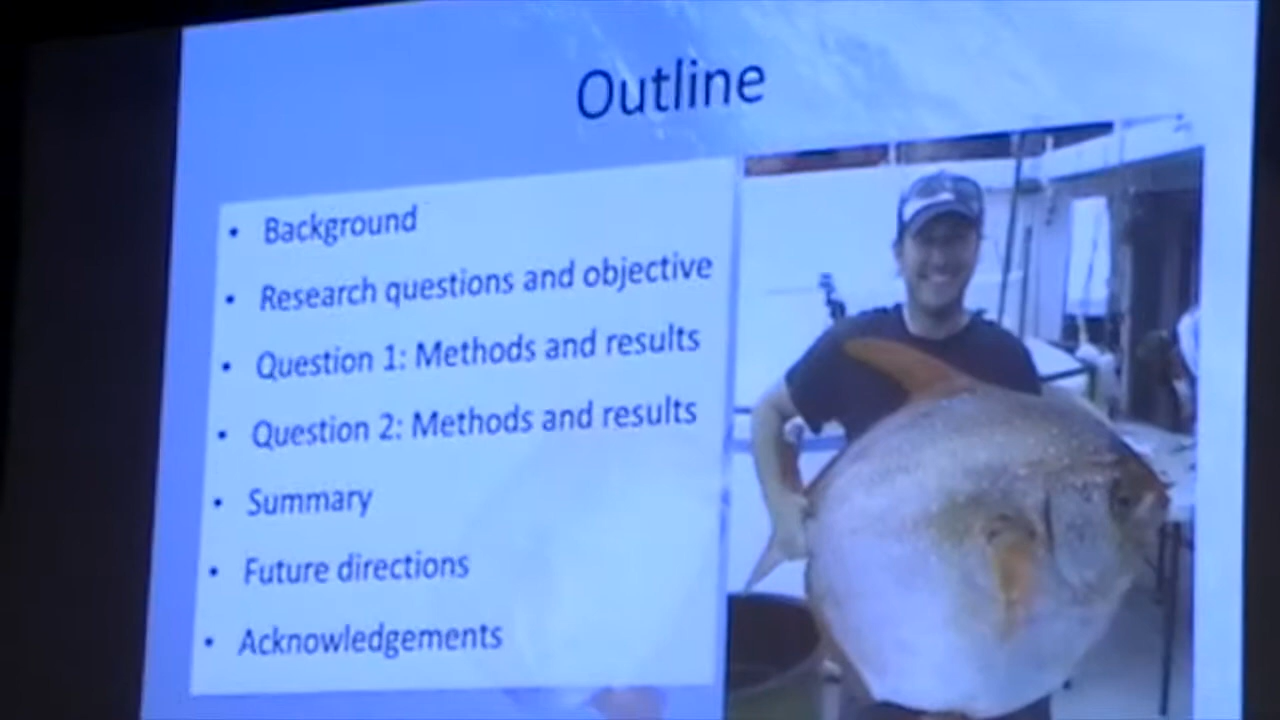 Outline
• Background
• Research questions and objective
• Question 1: Methods and results
• Question 2: Methods and results
• Summary
• Future directions
• Acknowledgements